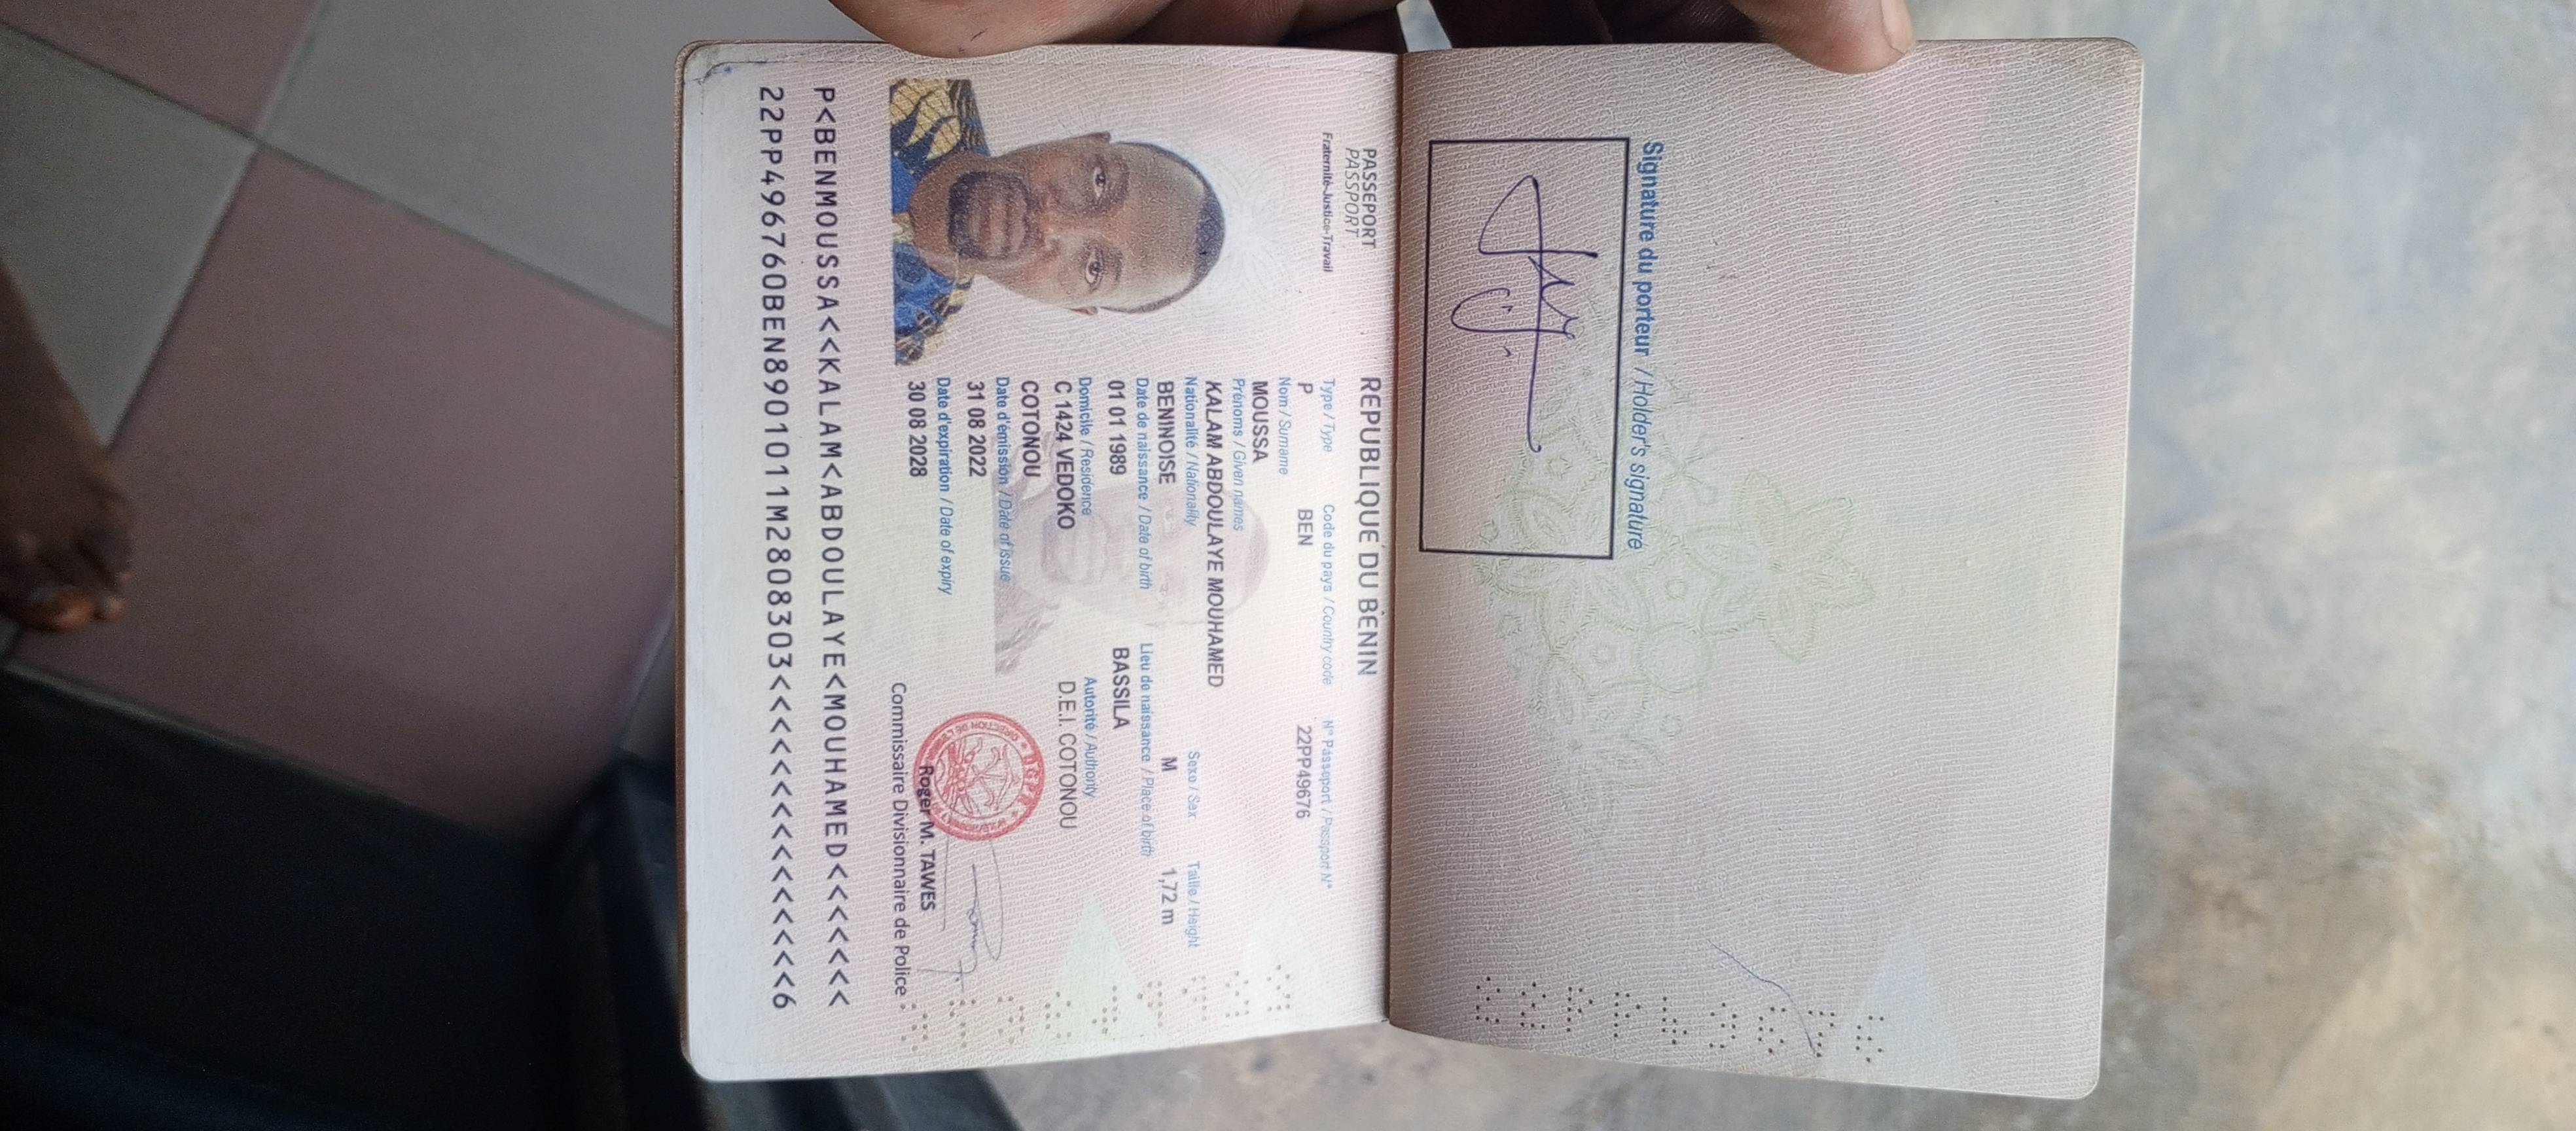 Signature du porteur / Holder's signature
REPUBLIQUE DU BÉNIN
PASSEPORT
PASSPORT
Fraternité-Justice-Travail
Type / Type
Code du pays / Country code
N° Passeport / Passport N°
P
BEN
22PP49676
Nom / Surname
MOUSSA
Prénoms / Given names
KALAM ABDOULAYE MOUHAMED
Nationalité / Nationality
Sexe / Sex
Taille / Height
BENINOISE
M
1,72 m
Date de naissance / Date of birth
Lieu de naissance / Place of birth
01 01 1989
BASSILA
Domicile / Residence
Autorité / Authority
C 1424 VEDOKO
D.E.I. COTONOU
COTONOU
Date d'émission / Date of issue
31 08 2022
Date d'expiration / Date of expiry
30 08 2028
Roger M. TAWES
Commissaire Divisionnaire de Police
P<BENMOUSSA<<KALAM<ABDOULAYE<MOUHAMED<<<<<<<
22PP496760BEN8901011M2808303<<<<<<<<<<<<<<<6